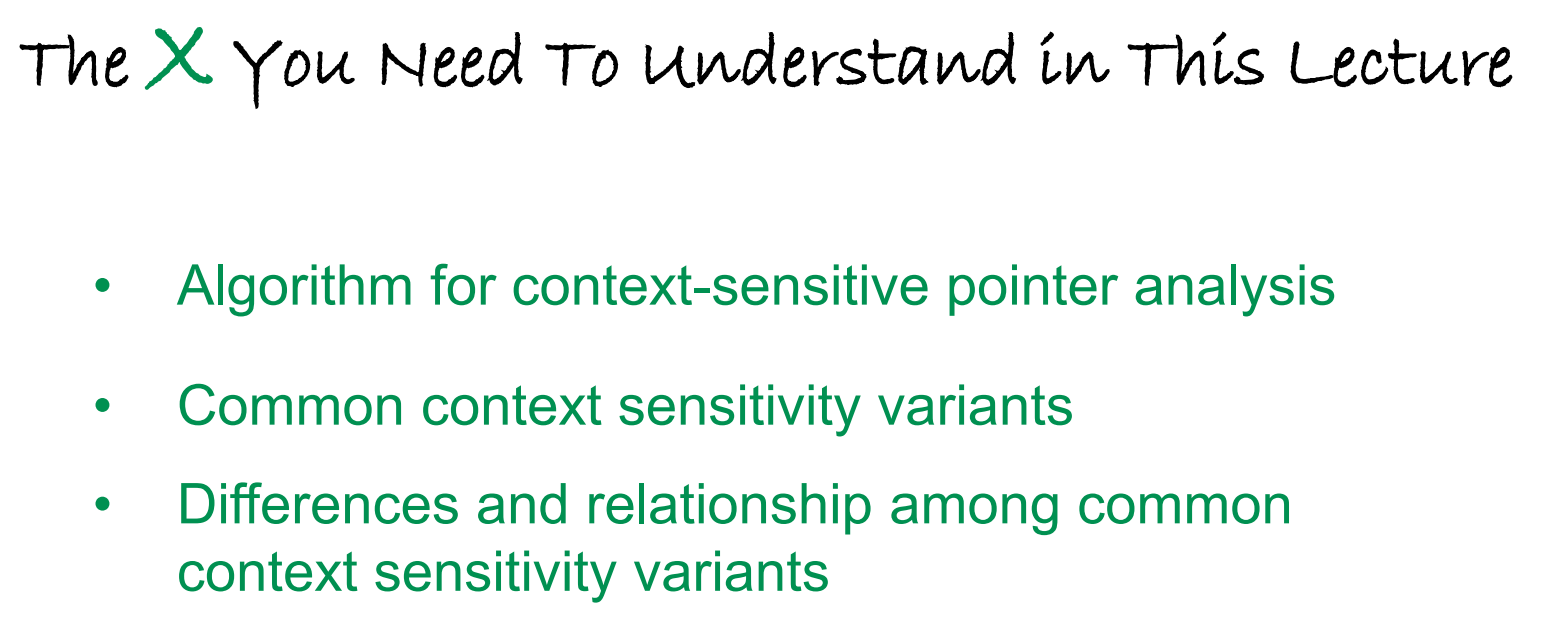 The X You Need To Understand in This Lecture
• Algorithm for context-sensitive pointer analysis
• Common context sensitivity variants
• Differences and relationship among common
context sensitivity variants